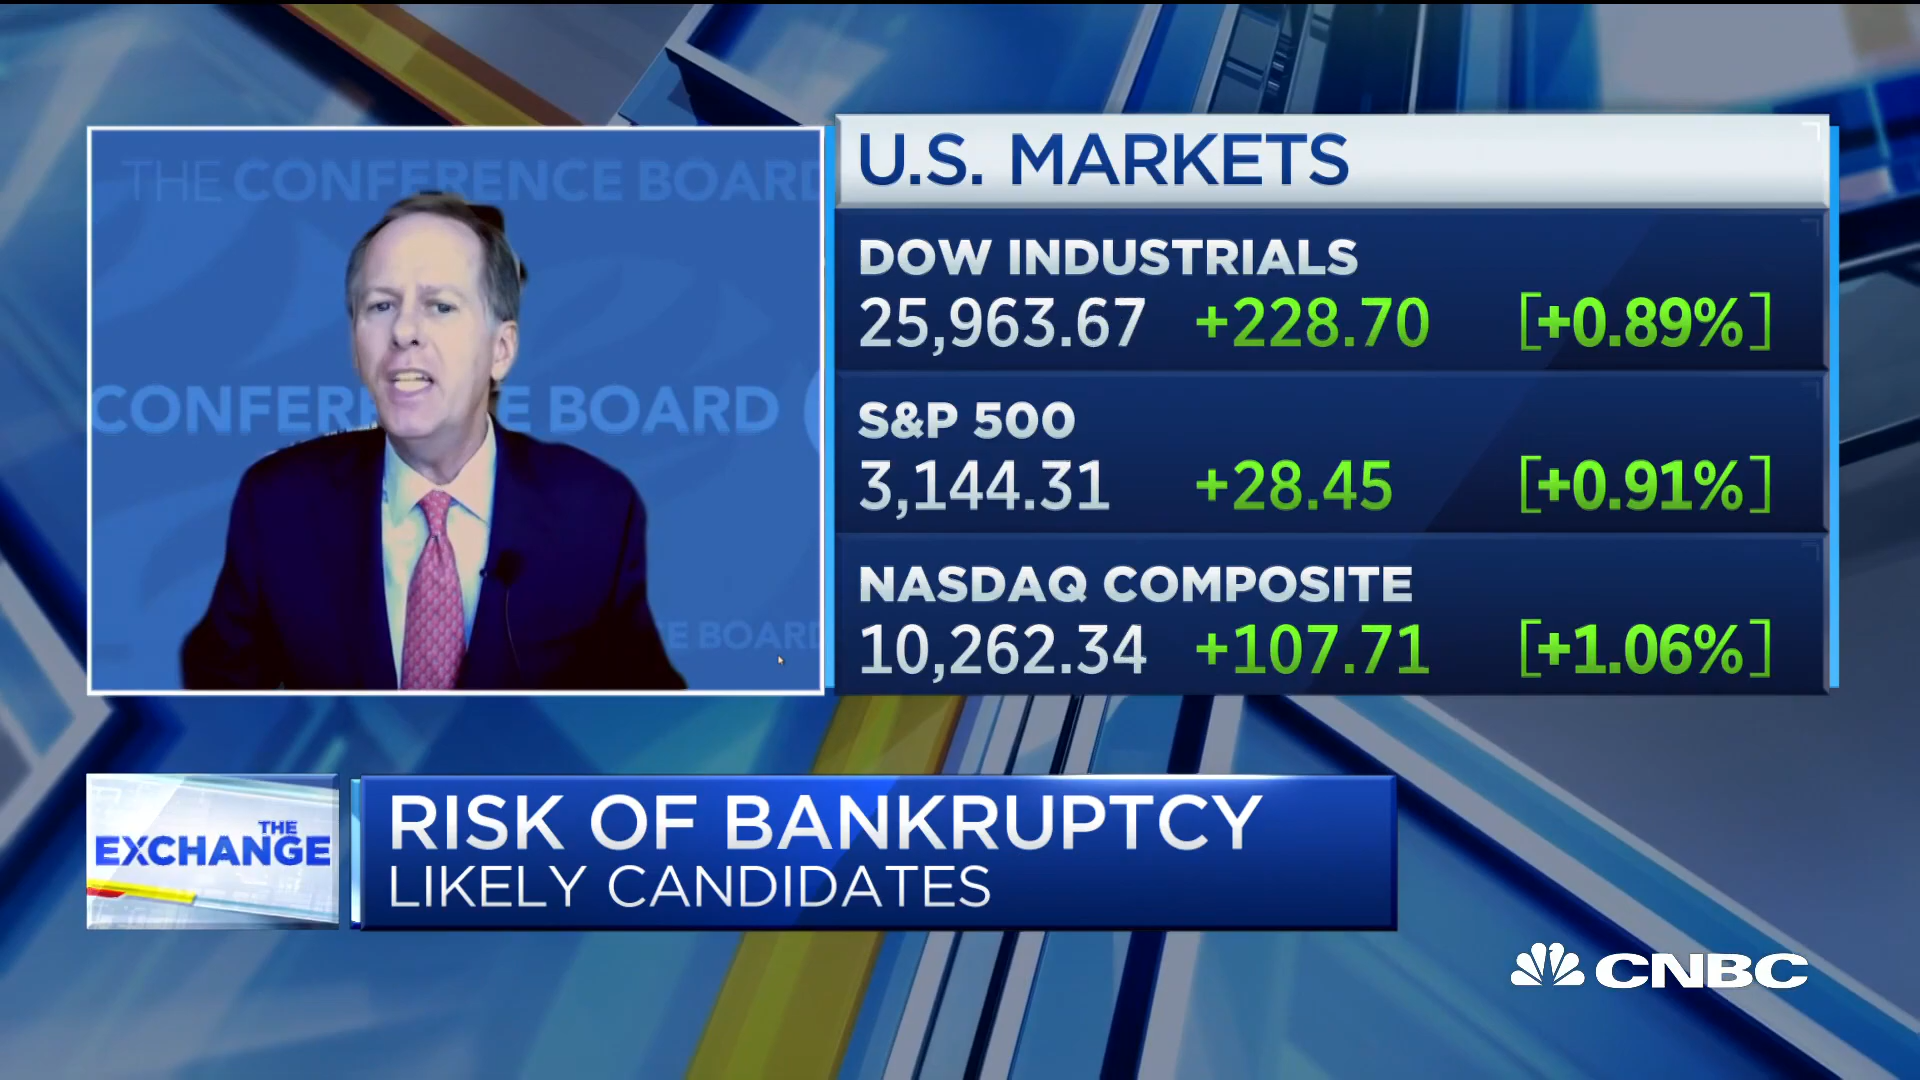 THE CONFERENCE BOARD
CONFERENCE BOARD
E BOARD
U.S. MARKETS
DOW INDUSTRIALS
25,963.67 +228.70 [+0.89%]
S&P 500
3,144.31 +28.45 [+0.91%]
NASDAQ COMPOSITE
10,262.34 +107.71 [+1.06%]
THE
EXCHANGE
RISK OF BANKRUPTCY
LIKELY CANDIDATES
CNBC